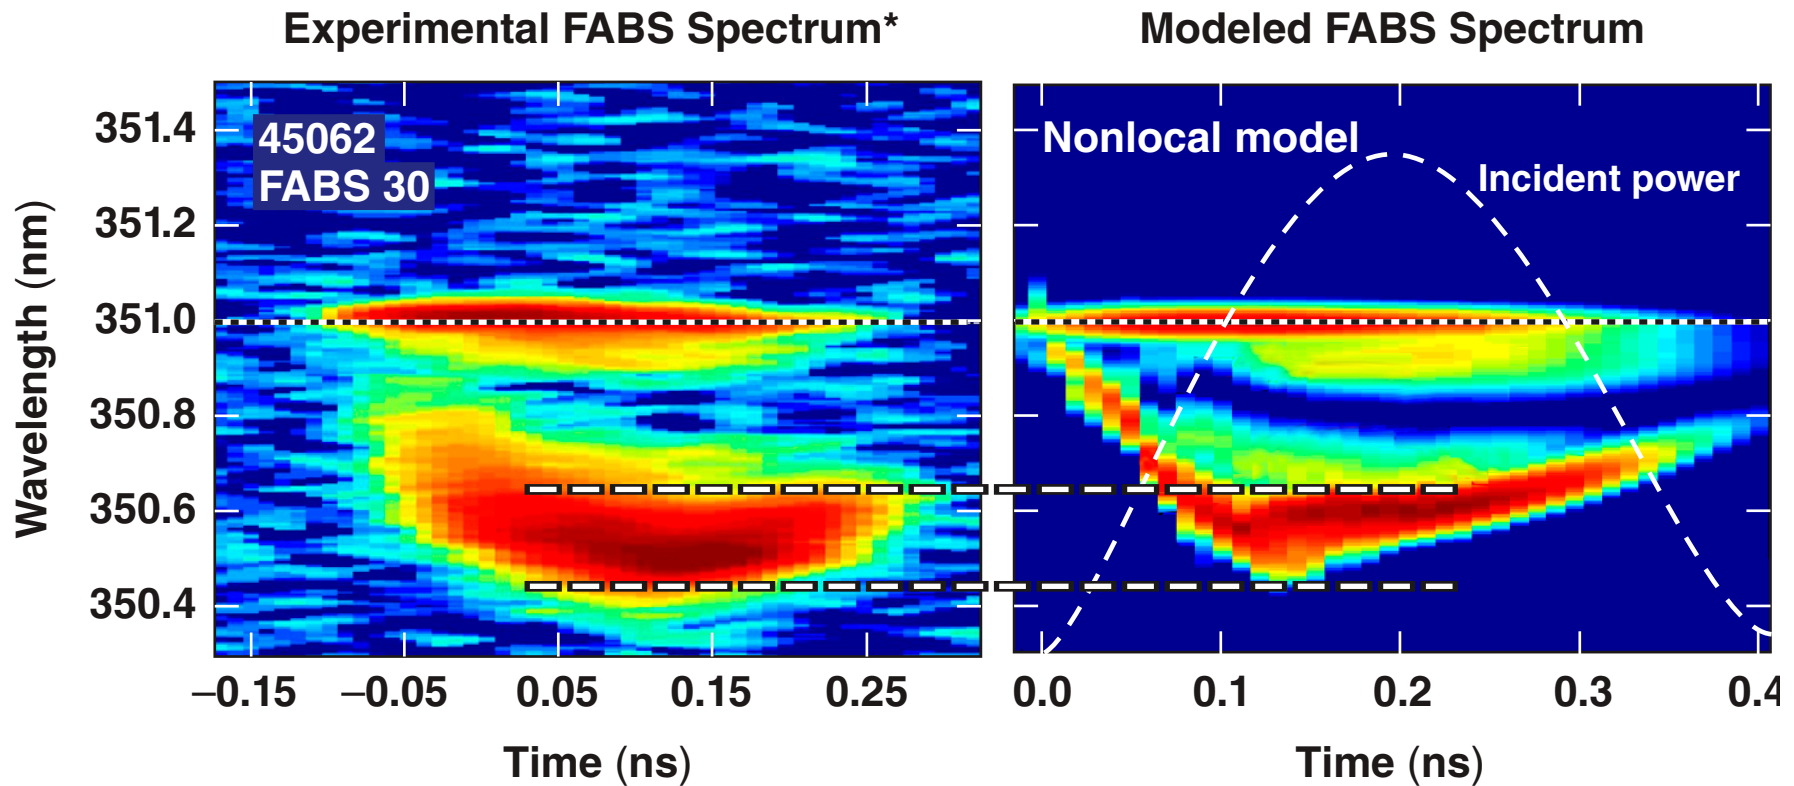 Experimental FABS Spectrum*
Modeled FABS Spectrum
45062
FABS 30
Nonlocal model
Incident power
Wavelength (nm)
351.4
351.2
351.0
350.8
350.6
350.4
−0.15 −0.05 0.05 0.15 0.25
0.0 0.1 0.2 0.3 0.4
Time (ns)
Time (ns)